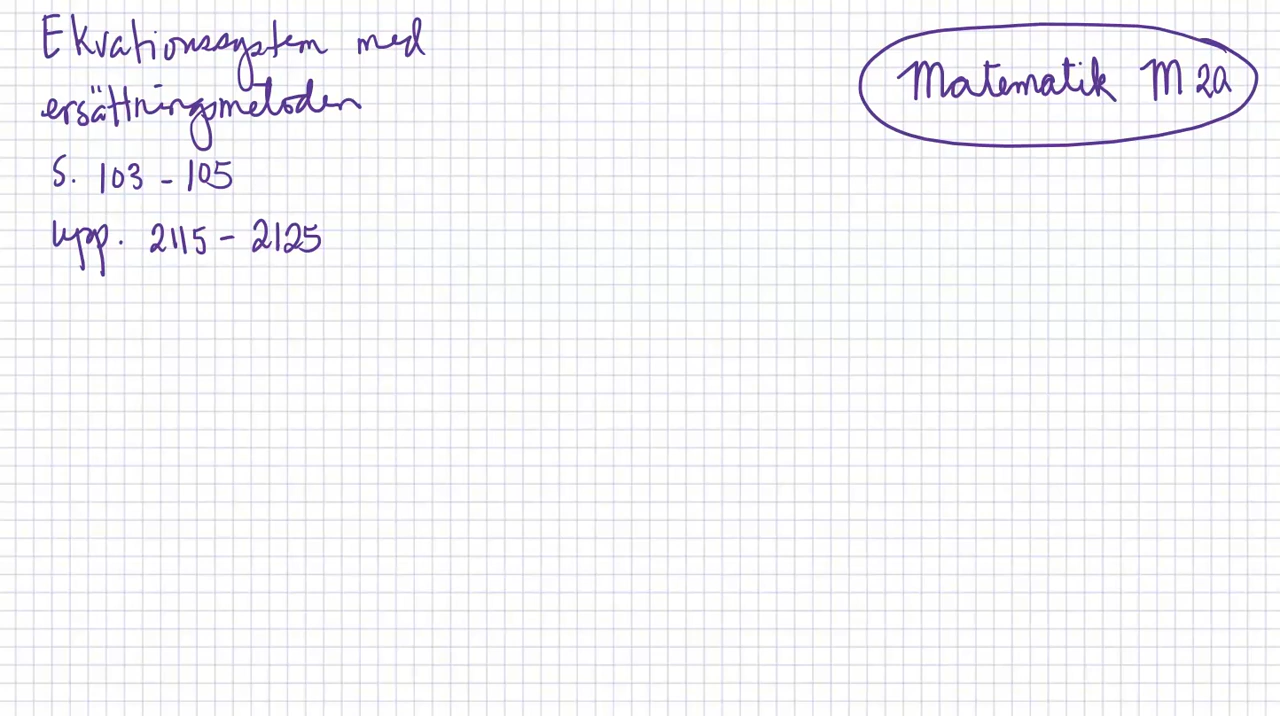 Ekvationssystem med
ersättningsmetoden
S. 103 - 105
Upp. 2115 - 2125
Matematik M 2a